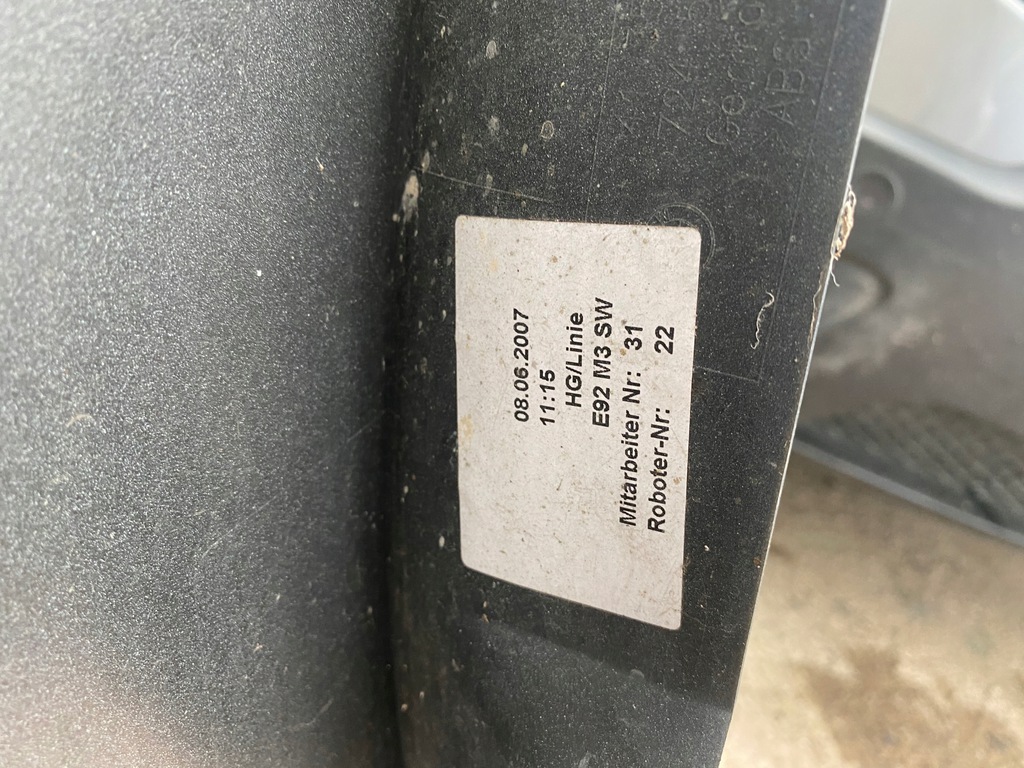 08.06.2007
11:15
HG/Linie
E92 M3 SW
Mitarbeiter Nr: 31
Roboter-Nr: 22